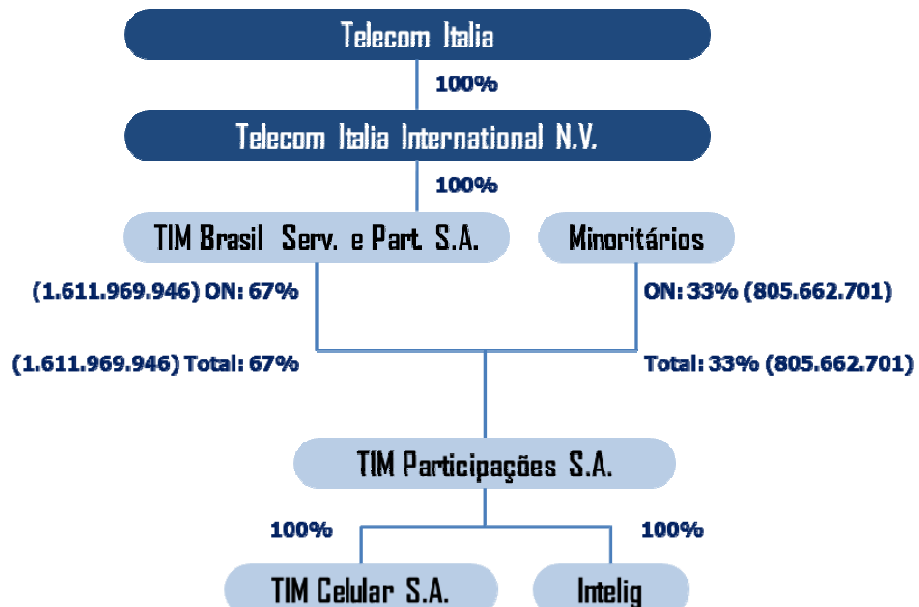 Telecom Italia
100%
Telecom Italia International N.V.
100%
TIM Brasil Serv. e Part. S.A.
Minoritários
(1.611.969.946) ON: 67%
ON: 33% (805.662.701)
(1.611.969.946) Total: 67%
Total: 33% (805.662.701)
TIM Participações S.A.
100%
100%
TIM Celular S.A.
Intelig